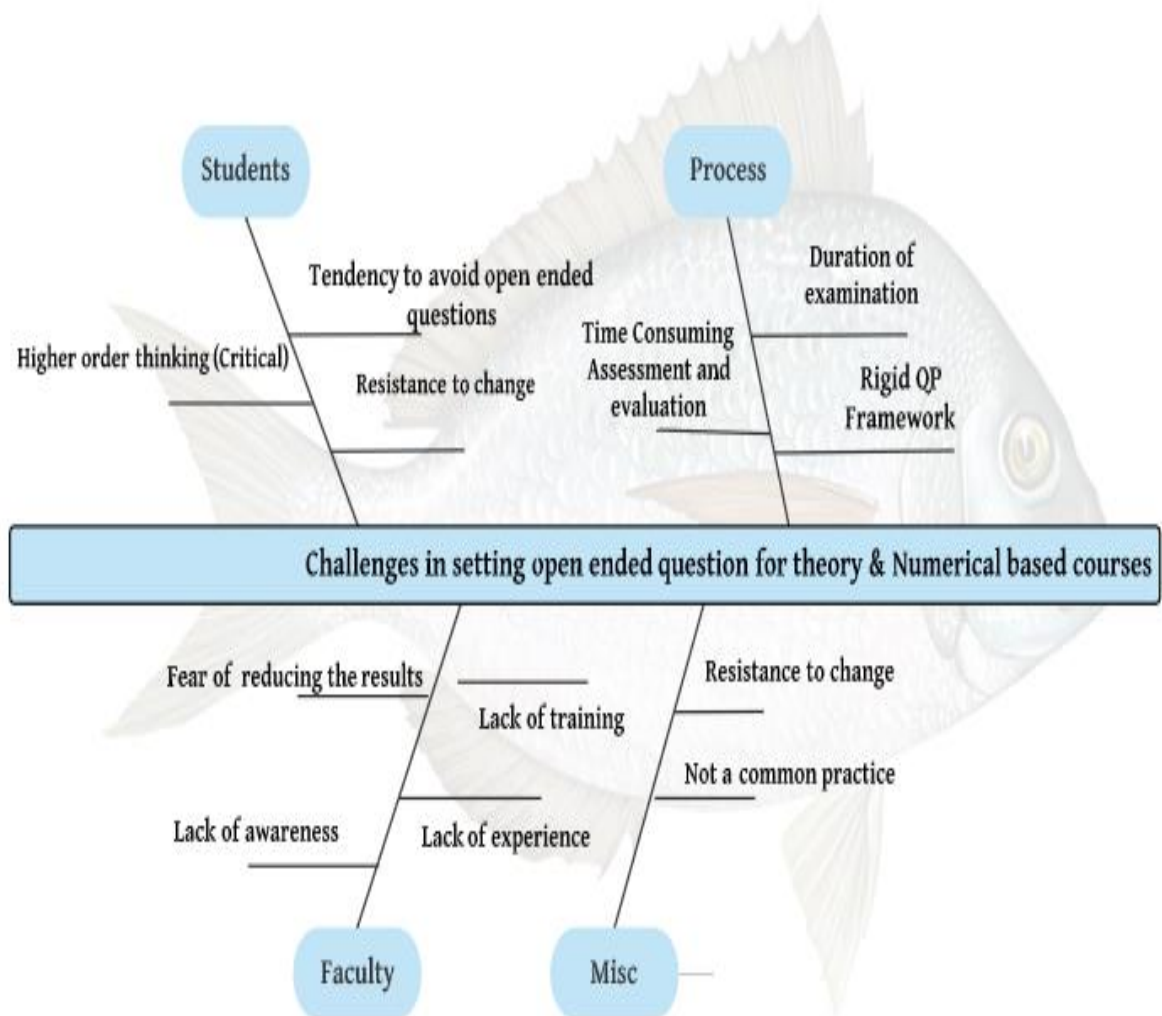 Students
Process
Tendency to avoid open ended
questions
Higher order thinking (Critical)
Resistance to change
Duration of
examination
Time Consuming
Assessment and
evaluation
Rigid QP
Framework
Challenges in setting open ended question for theory & Numerical based courses
Fear of reducing the results
Lack of training
Lack of awareness
Lack of experience
Resistance to change
Not a common practice
Faculty
Misc